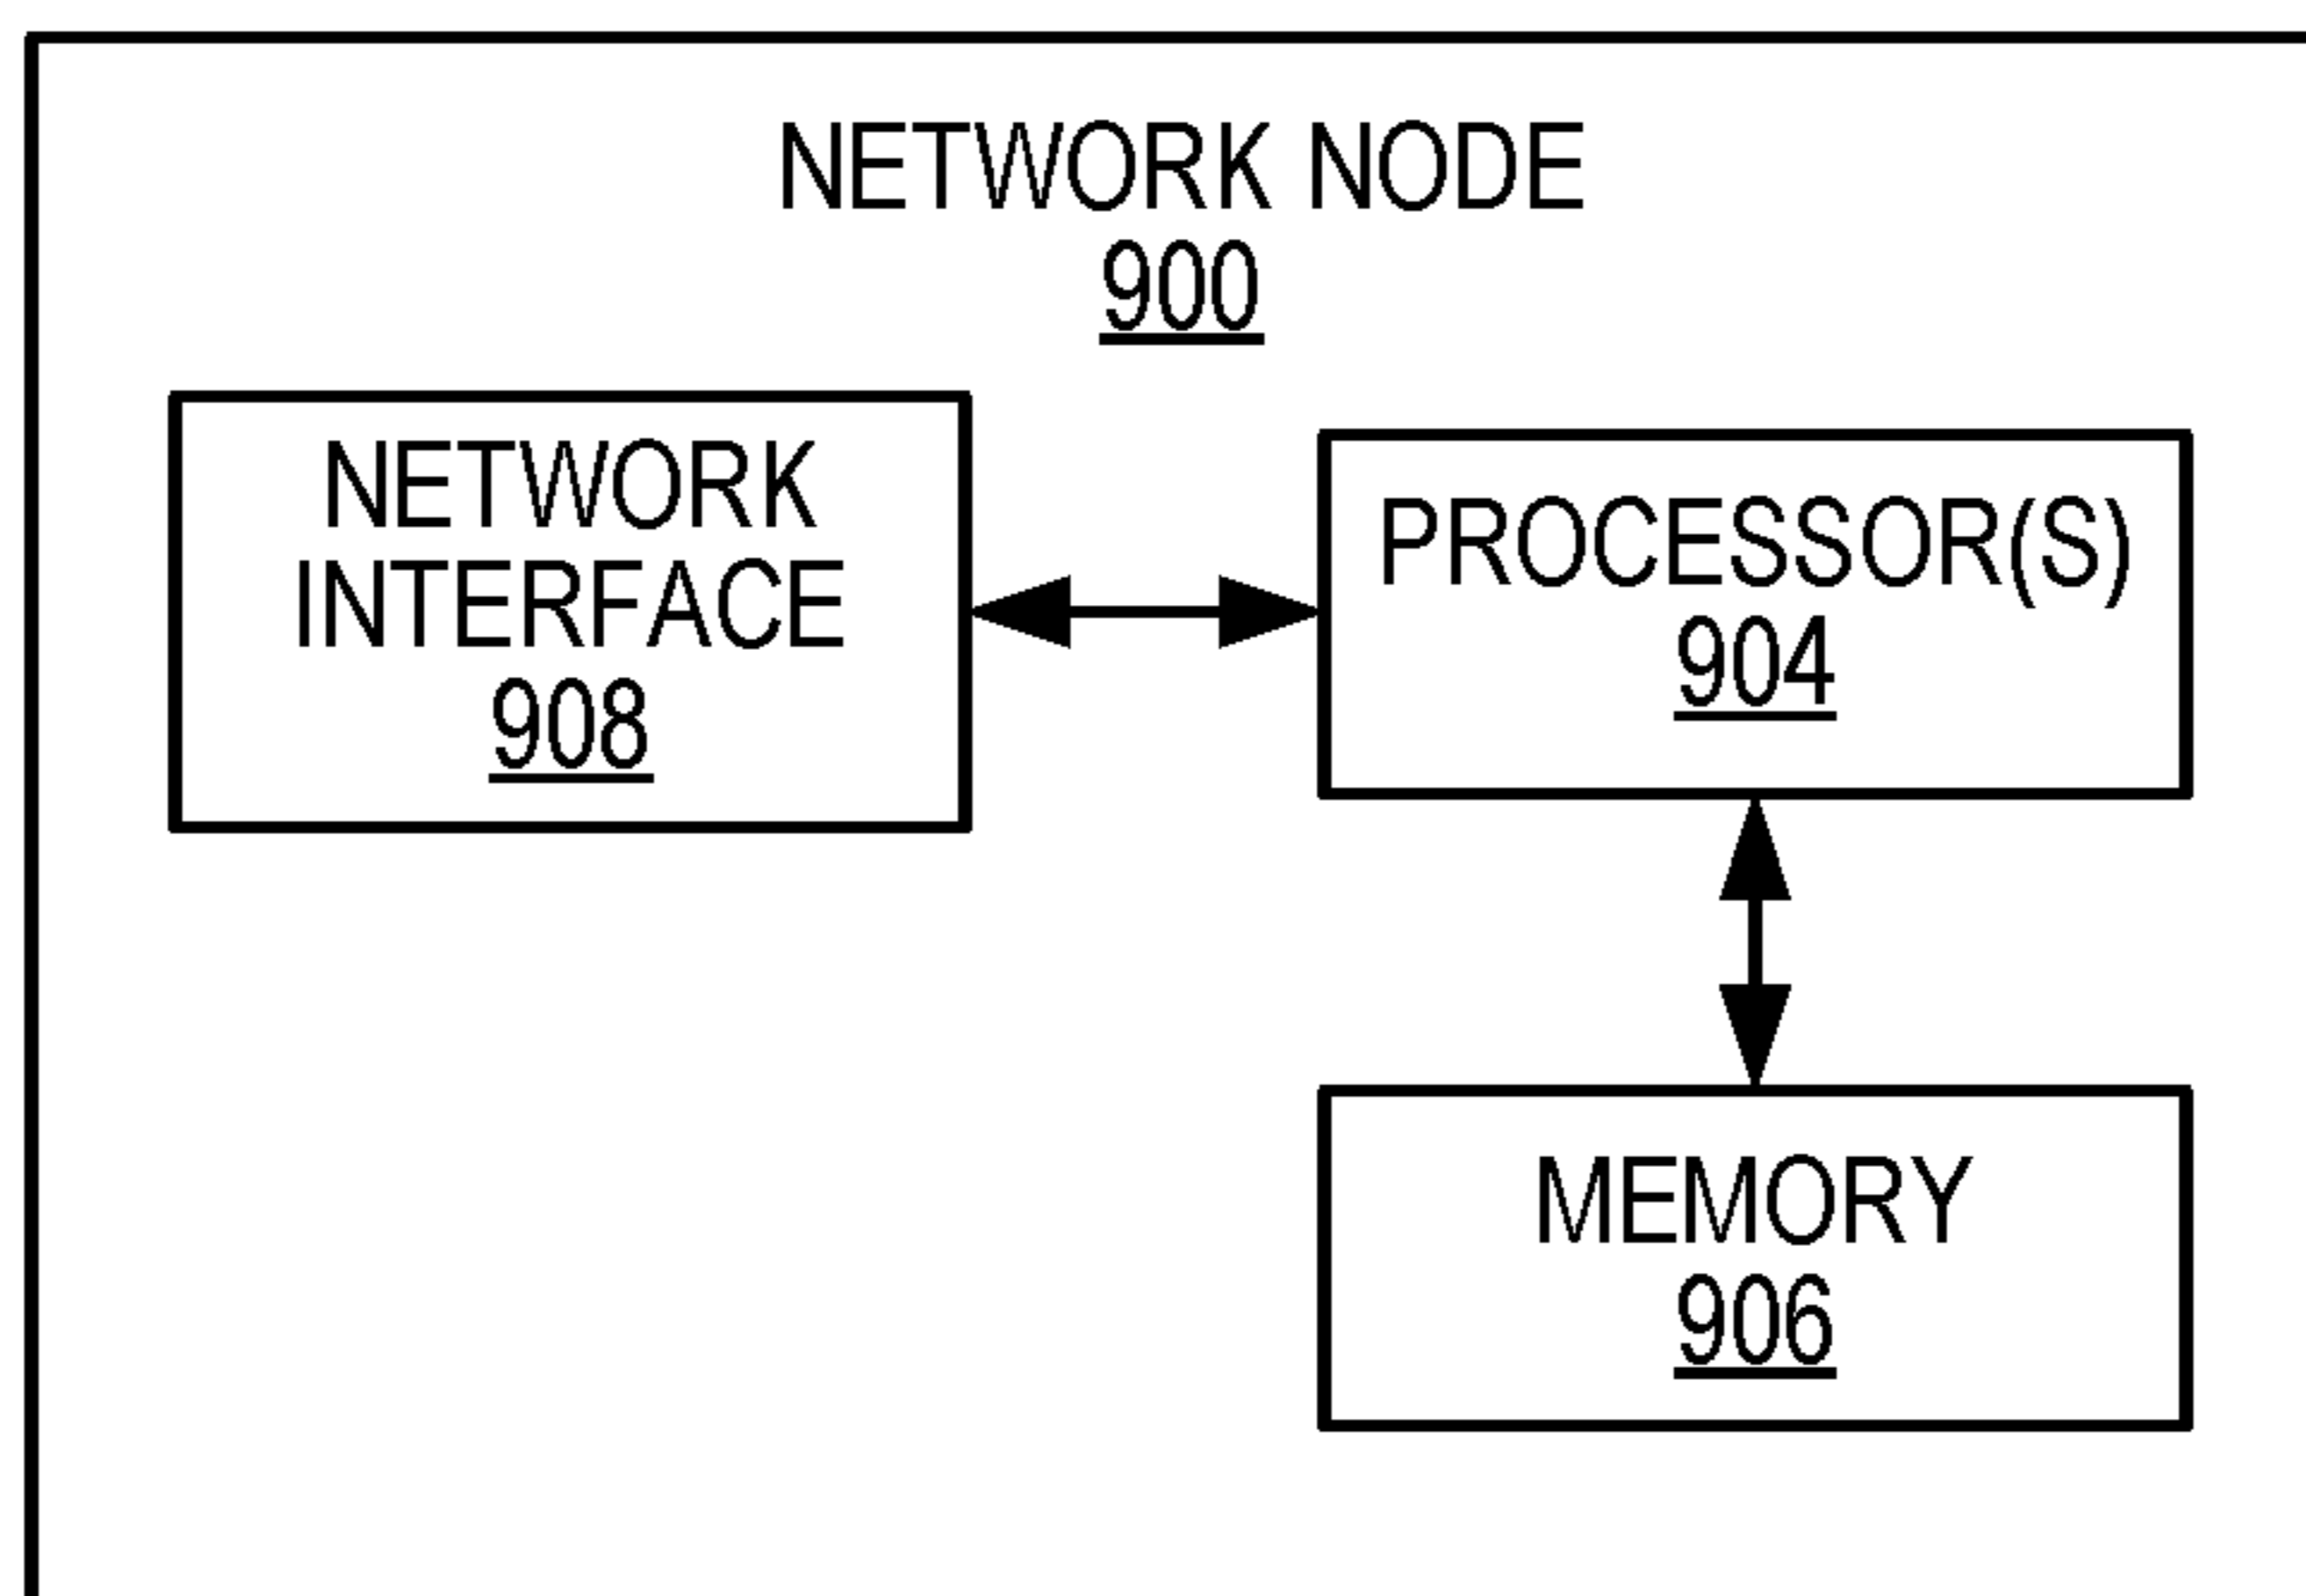 NETWORK NODE
900
NETWORK
INTERFACE
908
PROCESSOR(S)
904
MEMORY
906